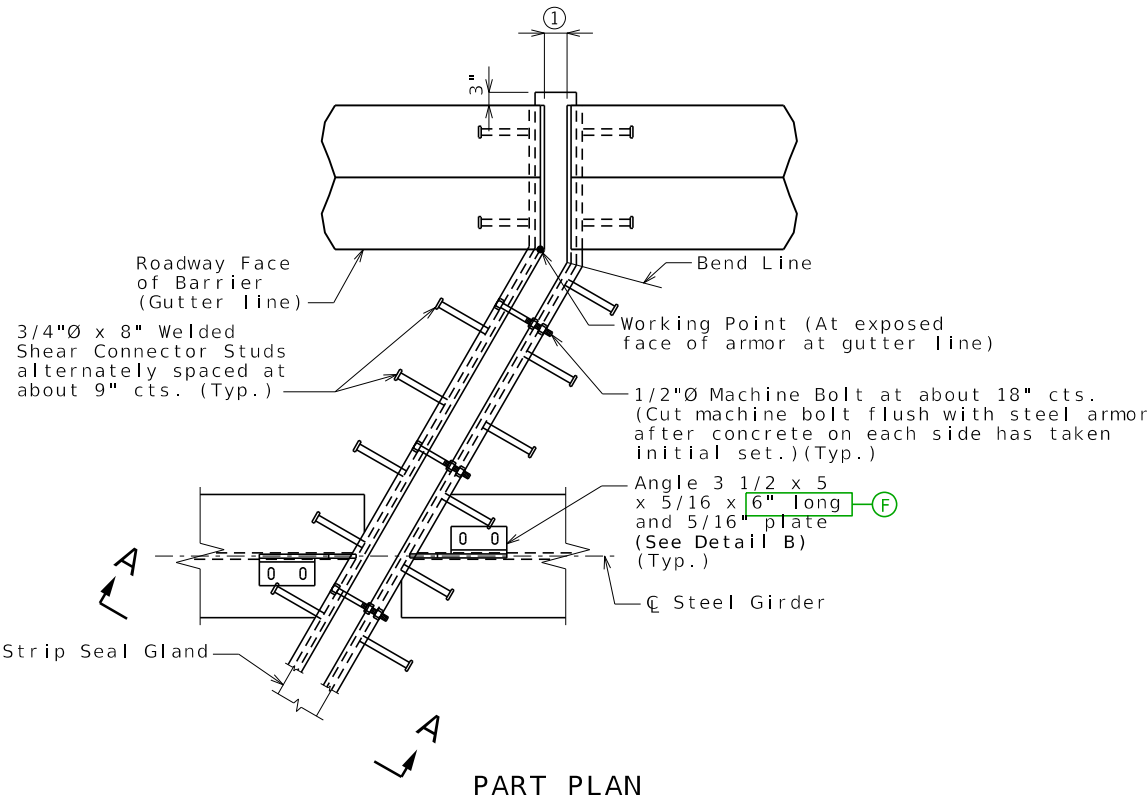 ①
3"
Roadway Face
of Barrier
(Gutter line)
Bend Line
3/4"Ø x 8" Welded
Shear Connector Studs
alternately spaced at
about 9" cts. (Typ.)
Working Point (At exposed
face of armor at gutter line)
1/2"Ø Machine Bolt at about 18" cts.
(Cut machine bolt flush with steel armor
after concrete on each side has taken
initial set.)(Typ.)
Angle 3 1/2 x 5
x 5/16 x 6" long F
and 5/16" plate
(See Detail B)
(Typ.)
A
℄ Steel Girder
Strip Seal Gland
A
PART PLAN